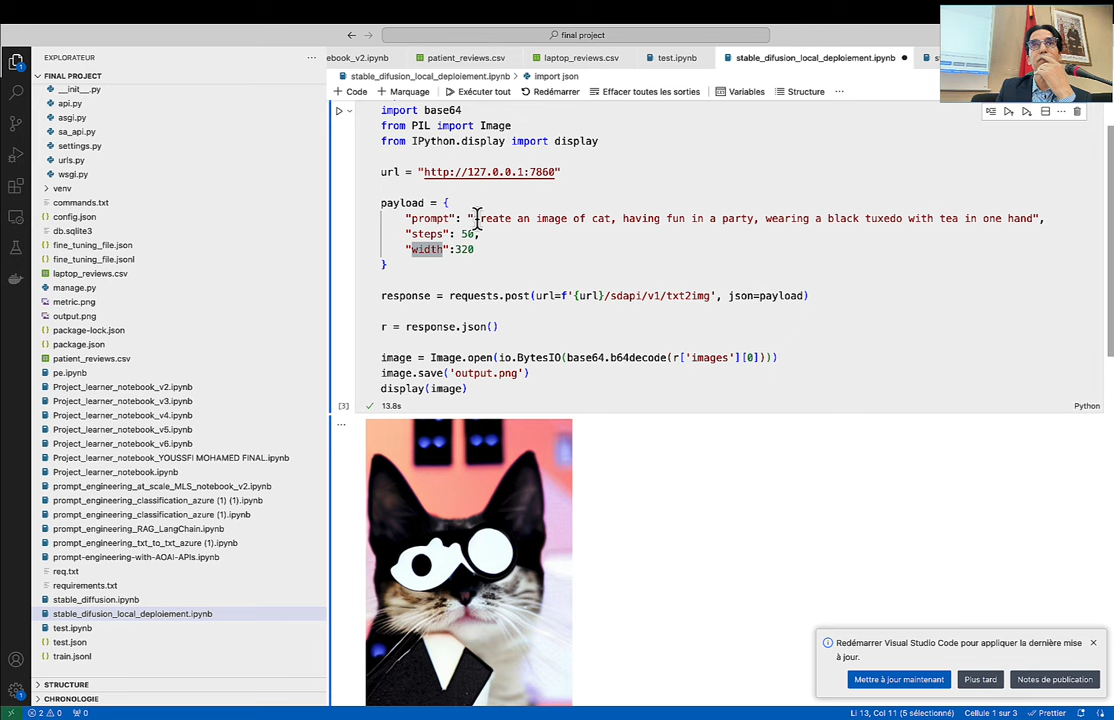 final project
EXPLORATEUR
ebook_v2.ipynb
patient_reviews.csv
laptop_reviews.csv
test.ipynb
stable_difusion_local_deploiement.ipynb
FINAL PROJECT
stable_difusion_local_deploiement.ipynb > import json
__init__.py
+ Code + Marquage Exécuter tout Redémarrer Effacer toutes les sorties Variables Structure
api.py
asgi.py
sa_api.py
settings.py
urls.py
wsgi.py
venv
commands.txt
config.json
db.sqlite3
fine_tuning_file.json
fine_tuning_file.jsonl
laptop_reviews.csv
manage.py
metric.png
output.png
package-lock.json
package.json
patient_reviews.csv
pe.ipynb
Project_learner_notebook_v2.ipynb
Project_learner_notebook_v3.ipynb
Project_learner_notebook_v4.ipynb
Project_learner_notebook_v5.ipynb
Project_learner_notebook_v6.ipynb
Project_learner_notebook_YOUSSFI MOHAMED FINAL.ipynb
Project_learner_notebook.ipynb
prompt_engineering_at_scale_MLS_notebook_v2.ipynb
prompt_engineering_classification_azure (1) (1).ipynb
prompt_engineering_classification_azure (1).ipynb
prompt_engineering_RAG_LangChain.ipynb
prompt_engineering_txt_to_txt_azure (1).ipynb
prompt-engineering-with-AOAI-APIs.ipynb
req.txt
requirements.txt
stable_diffusion.ipynb
stable_difusion_local_deploiement.ipynb
test.ipynb
test.json
train.jsonl
STRUCTURE
CHRONOLOGIE
import base64
from PIL import Image
from IPython.display import display
url = "http://127.0.0.1:7860"
payload = {
"prompt": "Create an image of cat, having fun in a party, wearing a black tuxedo with tea in one hand",
"steps": 50,
"width":320
}
response = requests.post(url=f'{url}/sdapi/v1/txt2img', json=payload)
r = response.json()
image = Image.open(io.BytesIO(base64.b64decode(r['images'][0])))
image.save('output.png')
display(image)
[3] 13.8s Python
Redémarrer Visual Studio Code pour appliquer la dernière mise
à jour.
Mettre à jour maintenant Plus tard Notes de publication
2 0 0
Li 13, Col 11 (5 sélectionné) Cellule 1 sur 3 Prettier